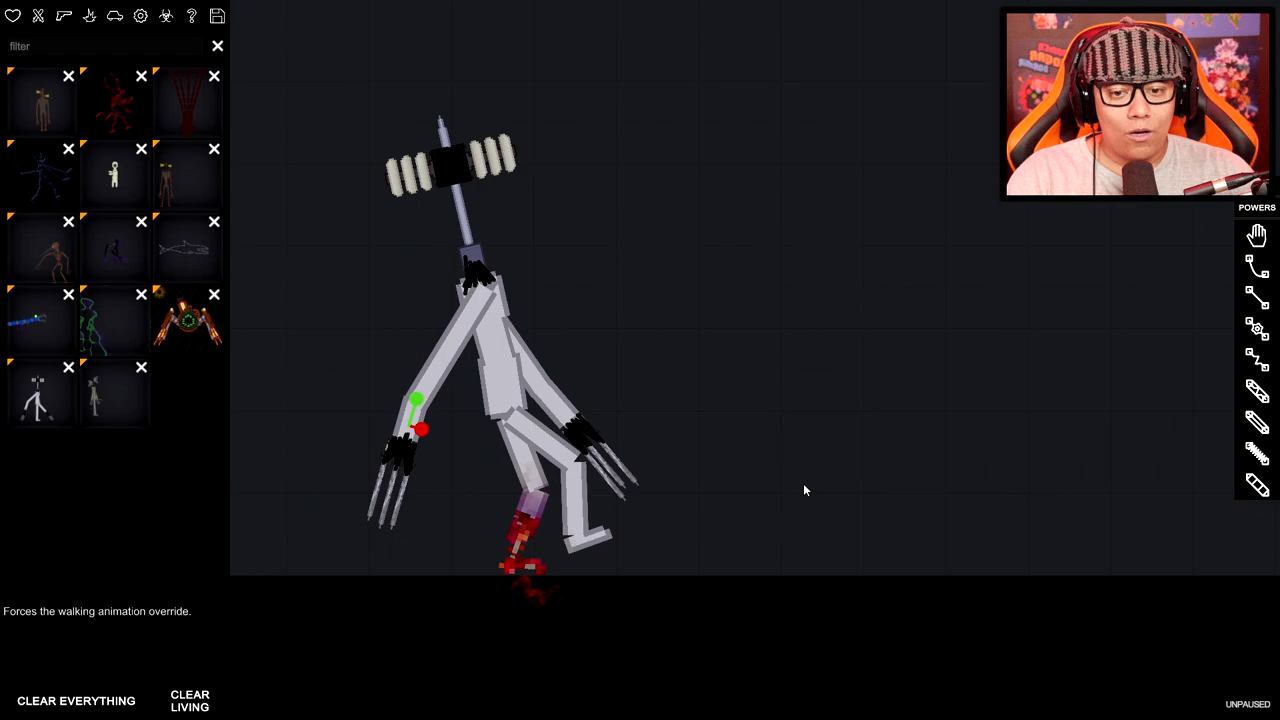 filter
POWERS
Forces the walking animation override.
CLEAR EVERYTHING
CLEAR
LIVING
UNPAUSED